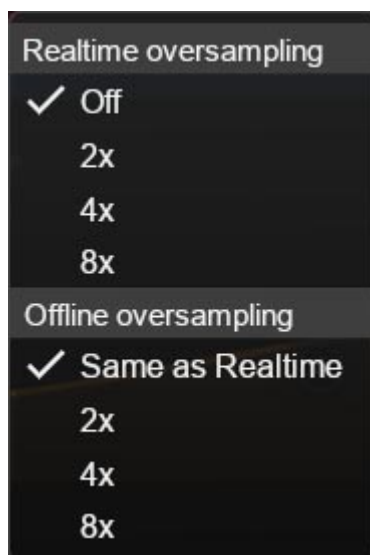 Realtime oversampling
Off
2x
4x
8x
Offline oversampling
Same as Realtime
2x
4x
8x